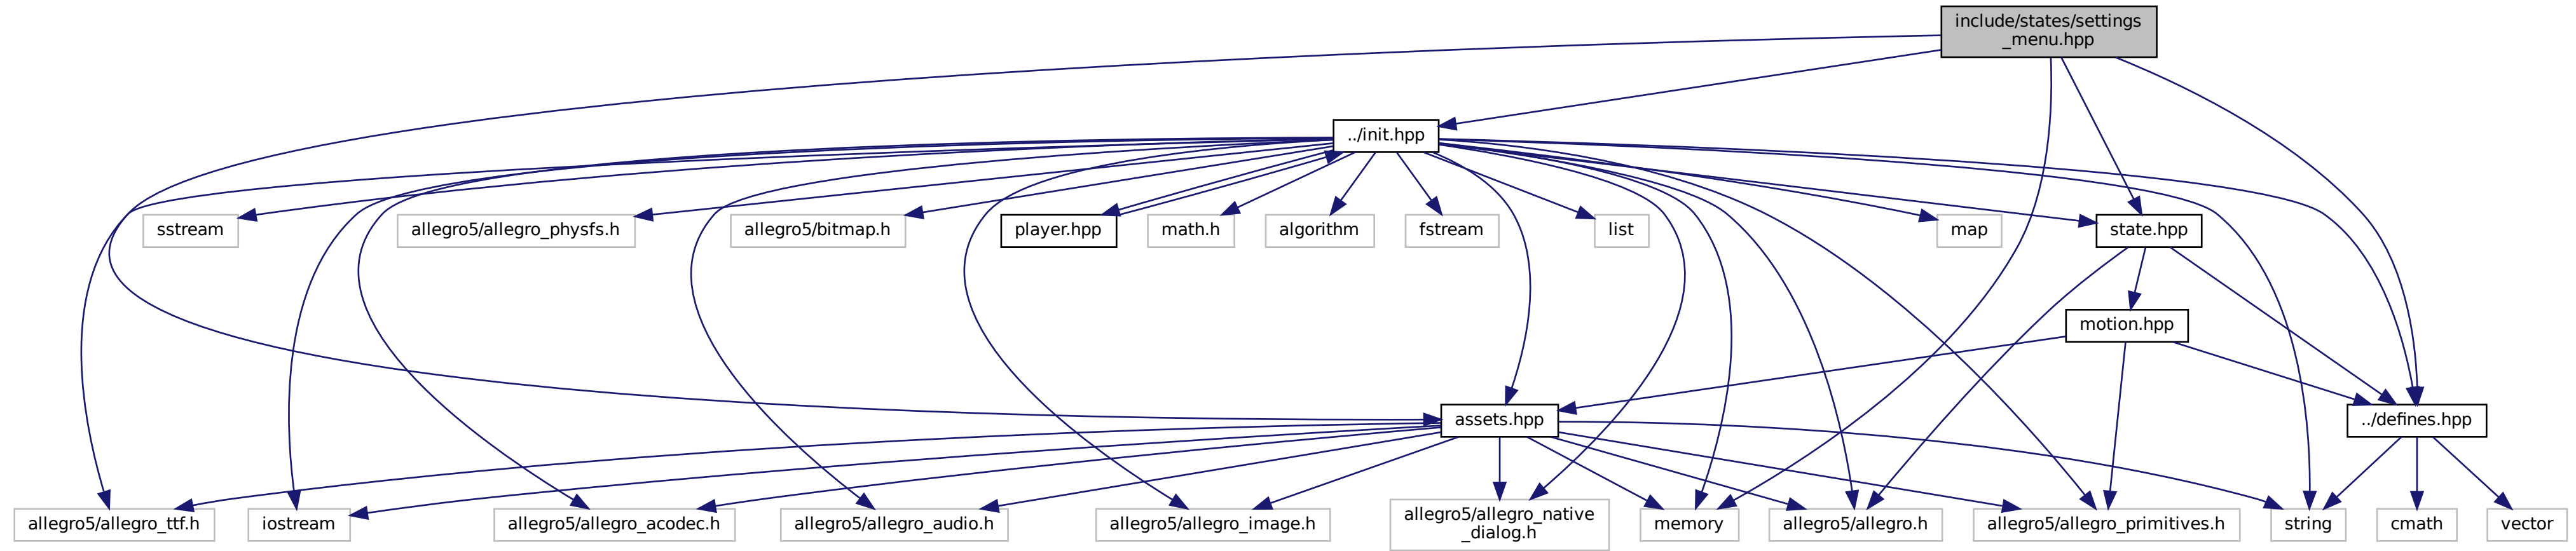 include/states/settings
_menu.hpp
../init.hpp
sstream
allegro5/allegro_physfs.h
allegro5/bitmap.h
player.hpp
math.h
algorithm
fstream
list
map
state.hpp
motion.hpp
assets.hpp
../defines.hpp
allegro5/allegro_ttf.h
iostream
allegro5/allegro_acodec.h
allegro5/allegro_audio.h
allegro5/allegro_image.h
allegro5/allegro_native
_dialog.h
memory
allegro5/allegro.h
allegro5/allegro_primitives.h
string
cmath
vector